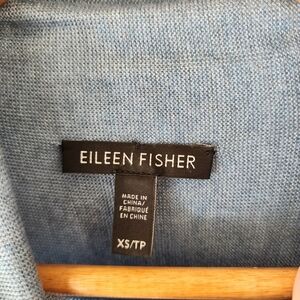 EILEEN FISHER
MADE IN
CHINA/
FABRIQUÉ
EN CHINE
XS/TP